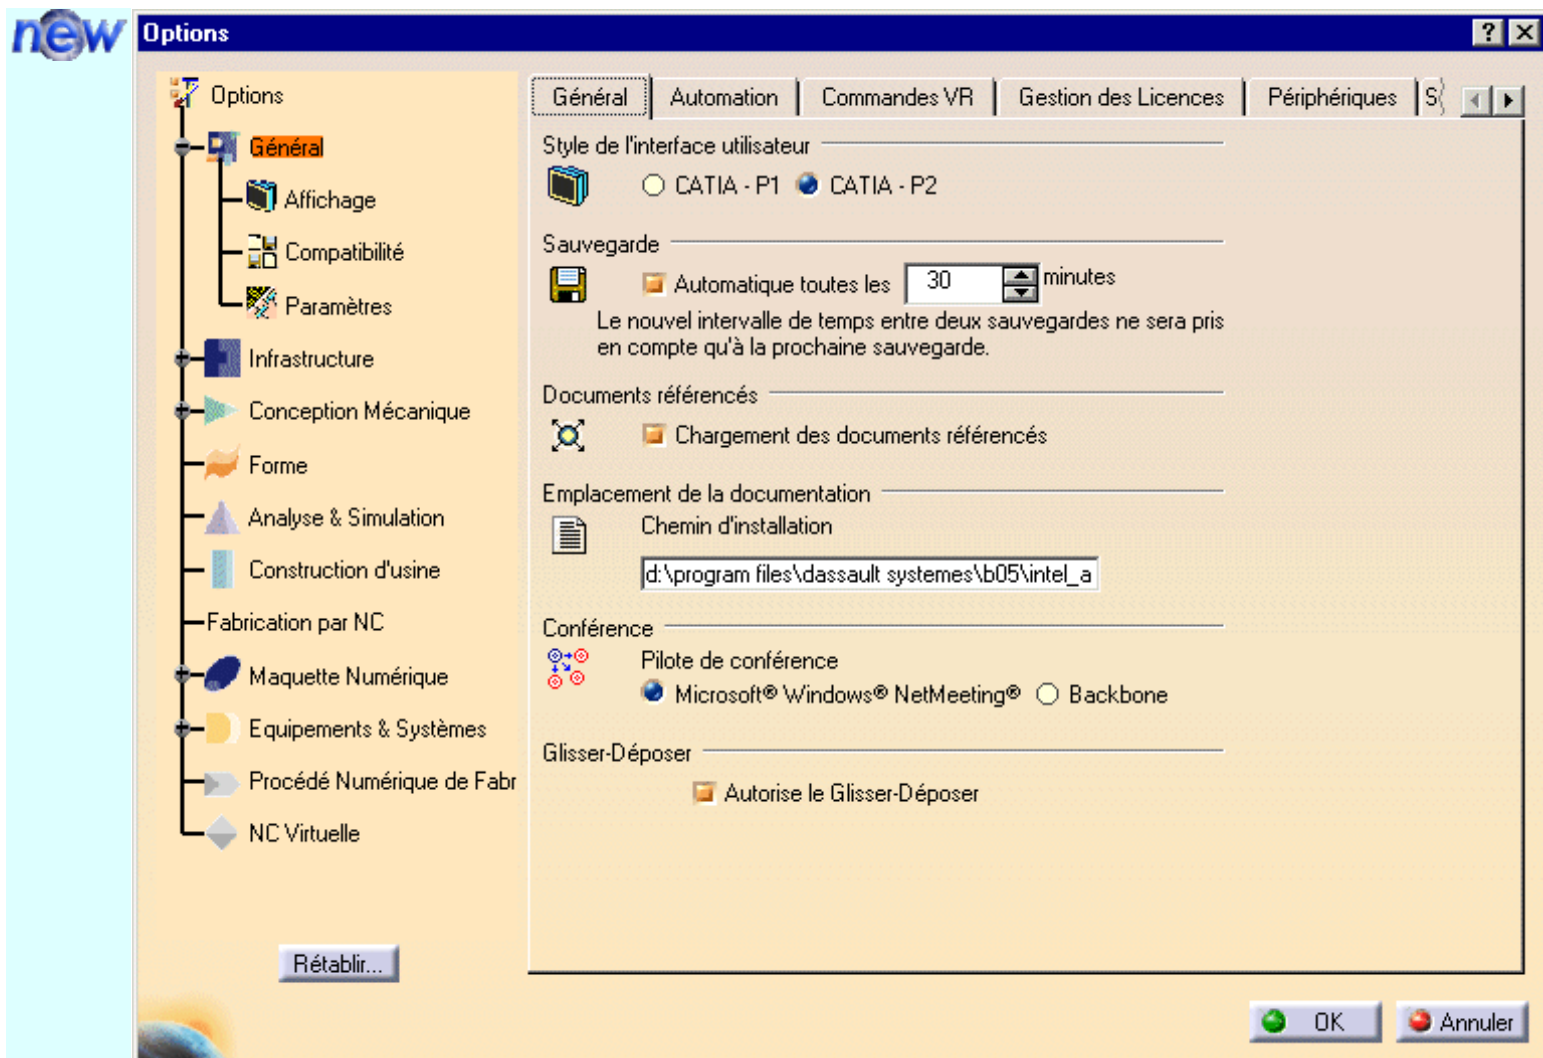 new
Options
Options
Général
Affichage
Compatibilité
Paramètres
Infrastructure
Conception Mécanique
Forme
Analyse & Simulation
Construction d'usine
Fabrication par NC
Maquette Numérique
Equipements & Systèmes
Procédé Numérique de Fabr
NC Virtuelle
Rétablir...
Général Automation Commandes VR Gestion des Licences Périphériques
Style de l'interface utilisateur
CATIA - P1 CATIA - P2
Sauvegarde
Automatique toutes les 30 minutes
Le nouvel intervalle de temps entre deux sauvegardes ne sera pris
en compte qu'à la prochaine sauvegarde.
Documents référencés
Chargement des documents référencés
Emplacement de la documentation
Chemin d'installation
d:\program files\dassault systemes\b05\intel_a
Conférence
Pilote de conférence
Microsoft® Windows® NetMeeting® Backbone
Glisser-Déposer
Autorise le Glisser-Déposer
OK Annuler